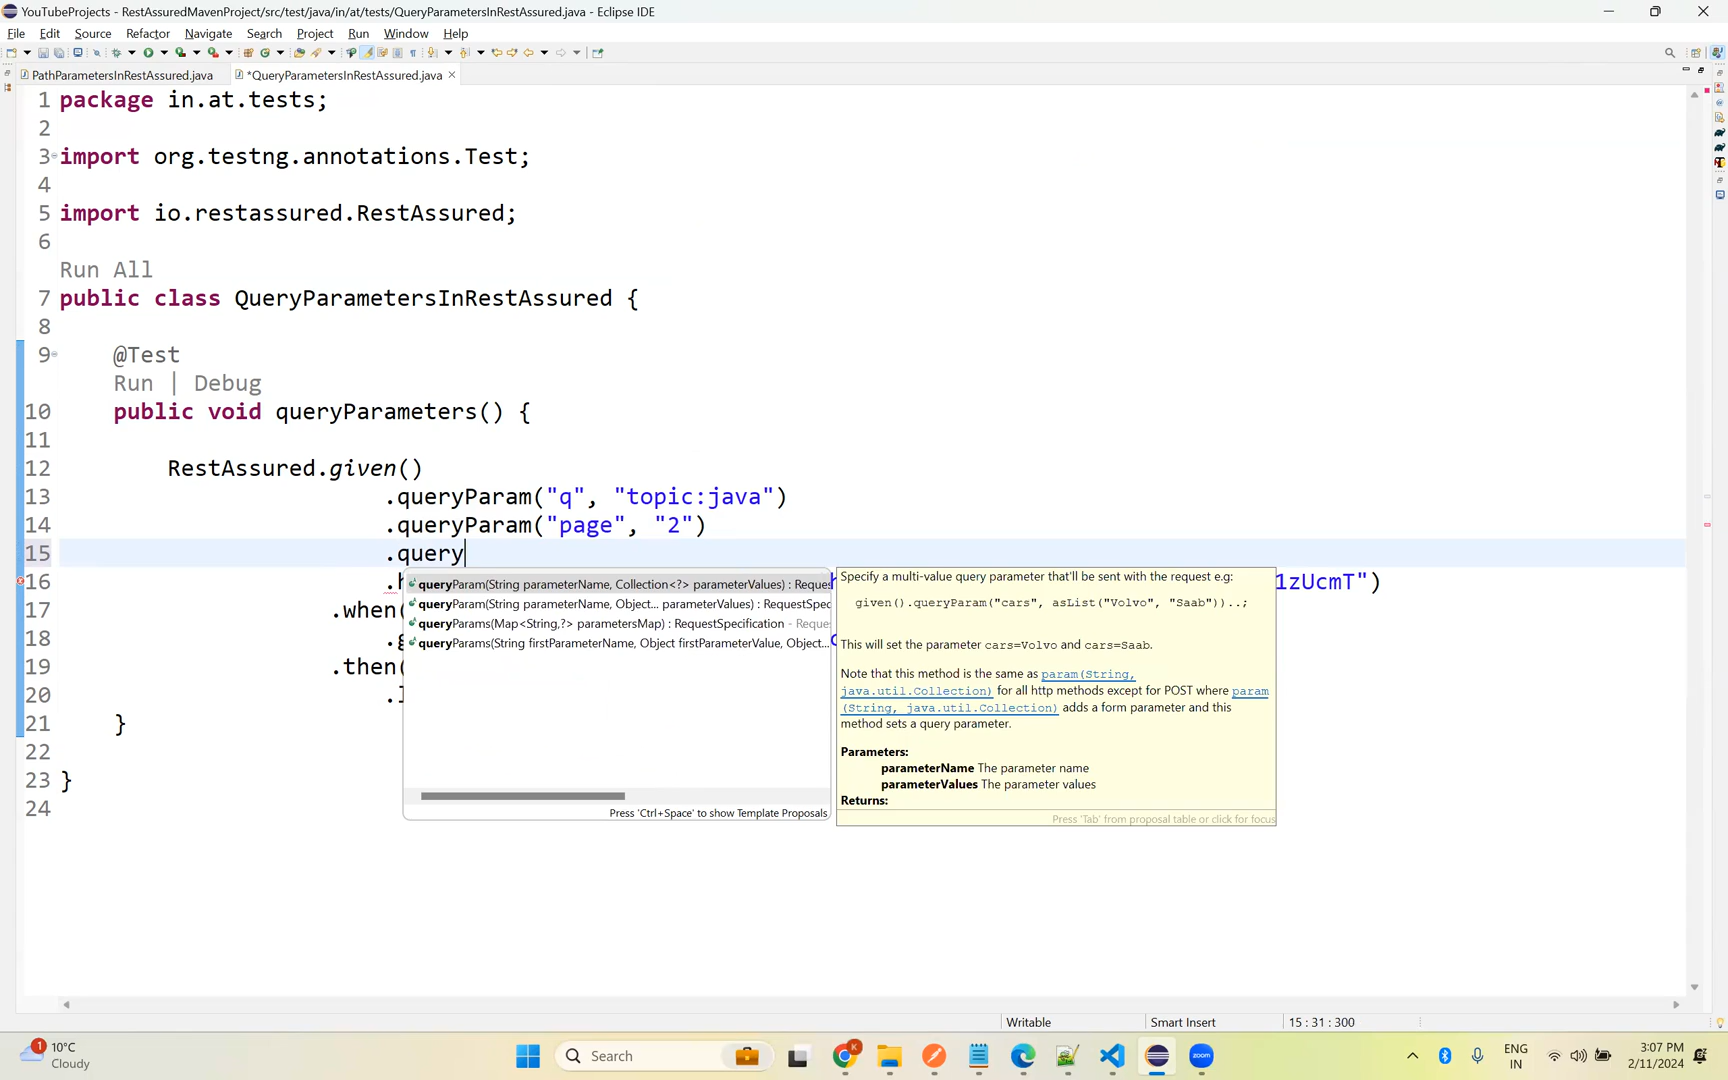 YouTubeProjects - RestAssuredMavenProject/src/test/java/in/at/tests/QueryParametersInRestAssured.java - Eclipse IDE
File Edit Source Refactor Navigate Search Project Run Window Help
PathParametersInRestAssured.java *QueryParametersInRestAssured.java
1 package in.at.tests;
2
3 import org.testng.annotations.Test;
4
5 import io.restassured.RestAssured;
6
Run All
7 public class QueryParametersInRestAssured {
8
9 @Test
Run | Debug
10 public void queryParameters() {
11
12 RestAssured.given()
13 .queryParam("q", "topic:java")
14 .queryParam("page", "2")
15 .query
16 1zUcmT")
17 .when(
18
19 .then(
20
21 }
22
23 }
24
queryParam(String parameterName, Collection<?> parameterValues) : Reques
queryParam(String parameterName, Object... parameterValues) : RequestSpec
queryParams(Map<String,?> parametersMap) : RequestSpecification - Reque
queryParams(String firstParameterName, Object firstParameterValue, Object...
Press 'Ctrl+Space' to show Template Proposals
Specify a multi-value query parameter that'll be sent with the request e.g:
given().queryParam("cars", asList("Volvo", "Saab"))..;
This will set the parameter cars=Volvo and cars=Saab.
Note that this method is the same as param(String,
java.util.Collection) for all http methods except for POST where param
(String, java.util.Collection) adds a form parameter and this
method sets a query parameter.
Parameters:
parameterName The parameter name
parameterValues The parameter values
Returns:
Press 'Tab' from proposal table or click for focus
Writable Smart Insert 15 : 31 : 300
1 10°C
Cloudy
Search
zoom
ENG
IN
3:07 PM
2/11/2024